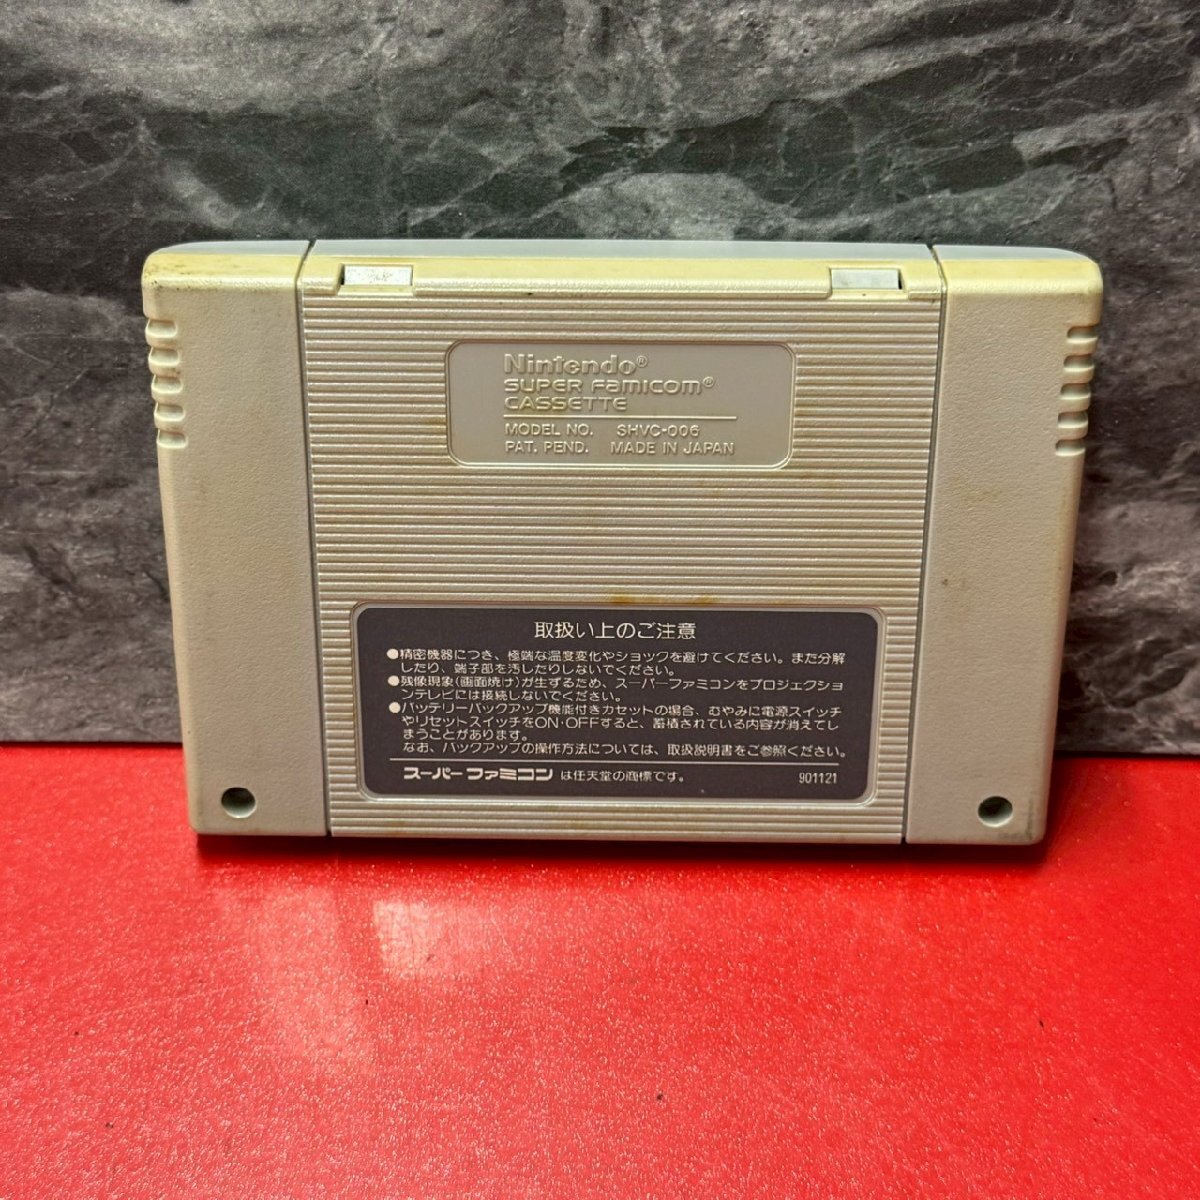 Nintendo®
SUPER FAMICOM®
CASSETTE
MODEL NO. SHVC-006
PAT. PEND. MADE IN JAPAN
取扱い上のご注意
●精密機器につき、極端な温度変化やショックを避けてください。また分解
したり、端子部を汚したりしないでください。
●残像現象(画面焼け)が生ずるため、スーパーファミコンをプロジェクショ
ンテレビには接続しないでください。
●バッテリーバックアップ機能付きカセットの場合、むやみに電源スイッチ
やリセットスイッチをON・OFFすると、蓄積されている内容が消えてし
まうことがあります。
なお、バックアップの操作方法については、取扱説明書をご参照ください。
スーパーファミコン は任天堂の商標です。 901121